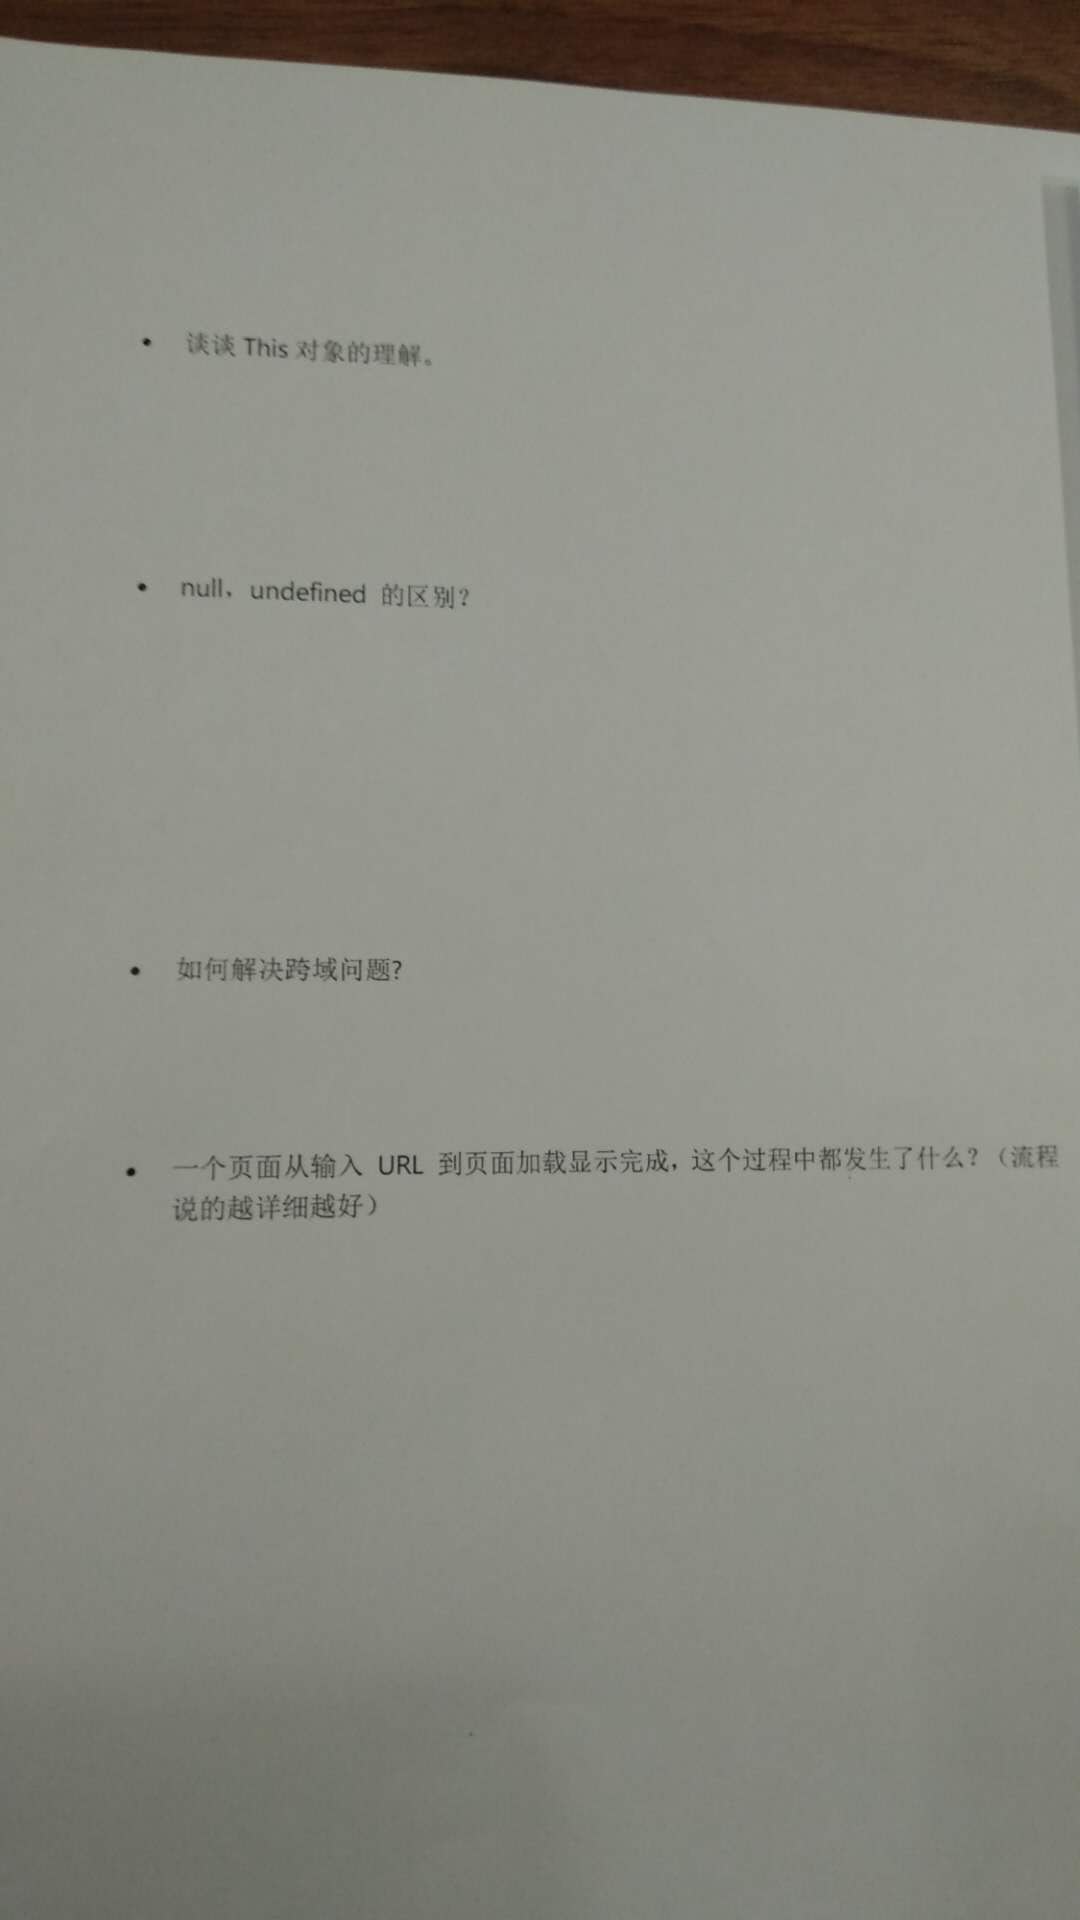 • 谈谈 This 对象的理解。
• null、undefined 的区别？
• 如何解决跨域问题?
• 一个页面从输入 URL 到页面加载显示完成，这个过程中都发生了什么？（流程
说的越详细越好）